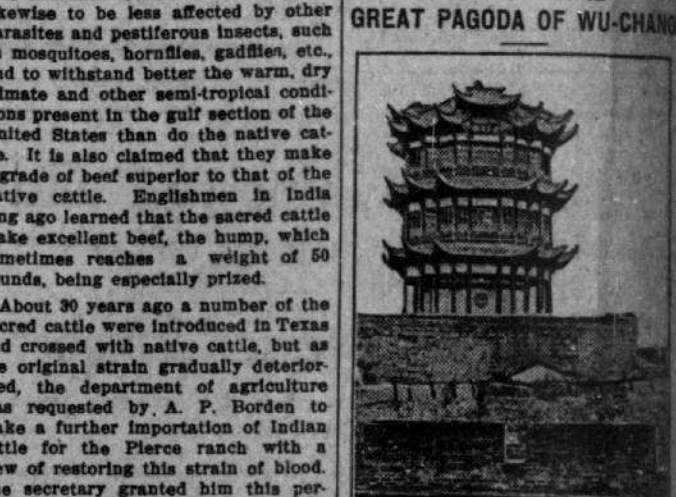 kewise to be less affected by other
arasites and pestiferous insects, such
s mosquitoes, hornflies, gadflies, etc.,
nd to withstand better the warm, dry
imate and other semi-tropical condi-
ons present in the gulf section of the
nited States than do the native cat-
e. It is also claimed that they make
grade of beef superior to that of the
ative cattle. Englishmen in India
ng ago learned that the sacred cattle
ake excellent beef, the hump, which
metimes reaches a weight of 50
unds, being especially prized.
About 30 years ago a number of the
cred cattle were introduced in Texas
d crossed with native cattle, but as
e original strain gradually deterior-
ed, the department of agriculture
as requested by A. P. Borden to
ake a further importation of Indian
ttle for the Pierce ranch with a
ew of restoring this strain of blood.
e secretary granted him this per-
GREAT PAGODA OF WU-CHANG